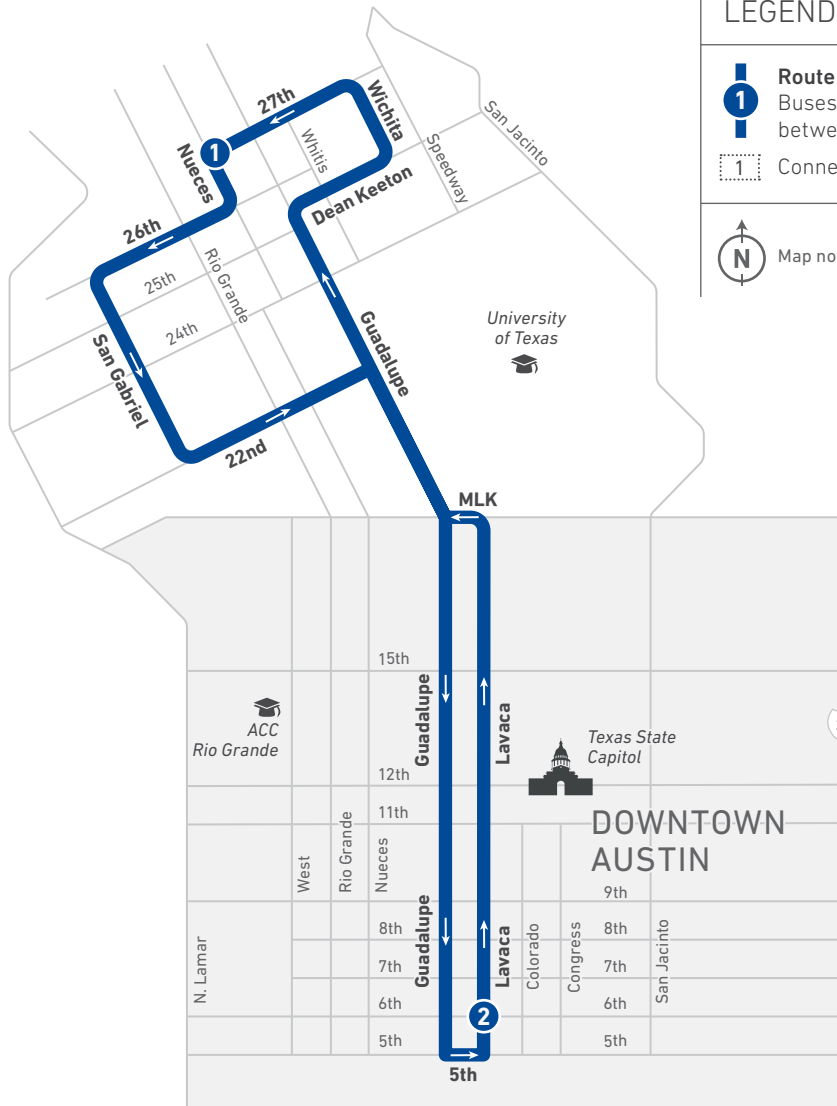 LEGEND
Route
1
Buses
betwe
1
Conne
N
Map no
27th
Wichita
San Jacinto
1
Nueces
Whitis
Speedway
Dean Keeton
26th
25th
Rio Grande
24th
San Gabriel
Guadalupe
University
of Texas
22nd
MLK
15th
Guadalupe
Lavaca
ACC
Rio Grande
Texas State
Capitol
12th
11th
DOWNTOWN
AUSTIN
West
Rio Grande
Nueces
9th
Guadalupe
Lavaca
Colorado
Congress
San Jacinto
N. Lamar
8th
8th
7th
7th
6th
6th
2
5th
5th
5th